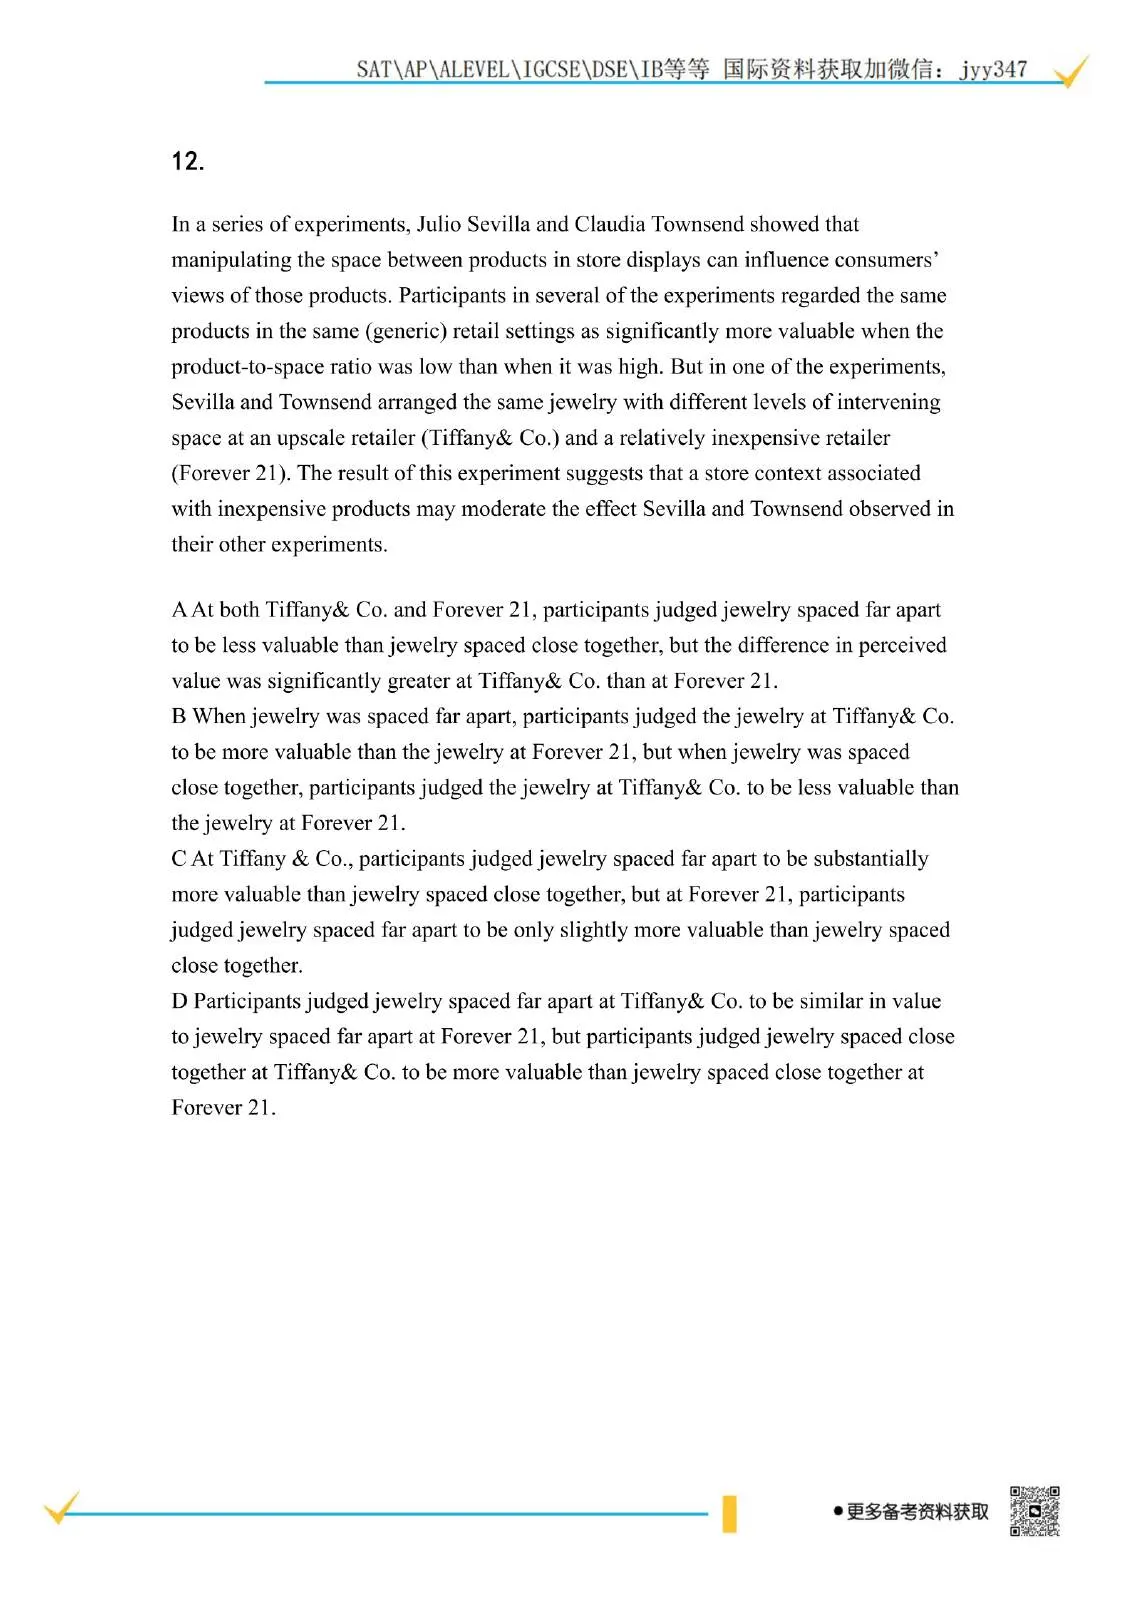 SAT\AP\ALEVEL\IGCSE\DSE\IB等等 国际资料获取加微信：jyy347
12.
In a series of experiments, Julio Sevilla and Claudia Townsend showed that
manipulating the space between products in store displays can influence consumers’
views of those products. Participants in several of the experiments regarded the same
products in the same (generic) retail settings as significantly more valuable when the
product-to-space ratio was low than when it was high. But in one of the experiments,
Sevilla and Townsend arranged the same jewelry with different levels of intervening
space at an upscale retailer (Tiffany& Co.) and a relatively inexpensive retailer
(Forever 21). The result of this experiment suggests that a store context associated
with inexpensive products may moderate the effect Sevilla and Townsend observed in
their other experiments.
A At both Tiffany& Co. and Forever 21, participants judged jewelry spaced far apart
to be less valuable than jewelry spaced close together, but the difference in perceived
value was significantly greater at Tiffany& Co. than at Forever 21.
B When jewelry was spaced far apart, participants judged the jewelry at Tiffany& Co.
to be more valuable than the jewelry at Forever 21, but when jewelry was spaced
close together, participants judged the jewelry at Tiffany& Co. to be less valuable than
the jewelry at Forever 21.
C At Tiffany & Co., participants judged jewelry spaced far apart to be substantially
more valuable than jewelry spaced close together, but at Forever 21, participants
judged jewelry spaced far apart to be only slightly more valuable than jewelry spaced
close together.
D Participants judged jewelry spaced far apart at Tiffany& Co. to be similar in value
to jewelry spaced far apart at Forever 21, but participants judged jewelry spaced close
together at Tiffany& Co. to be more valuable than jewelry spaced close together at
Forever 21.
●更多备考资料获取